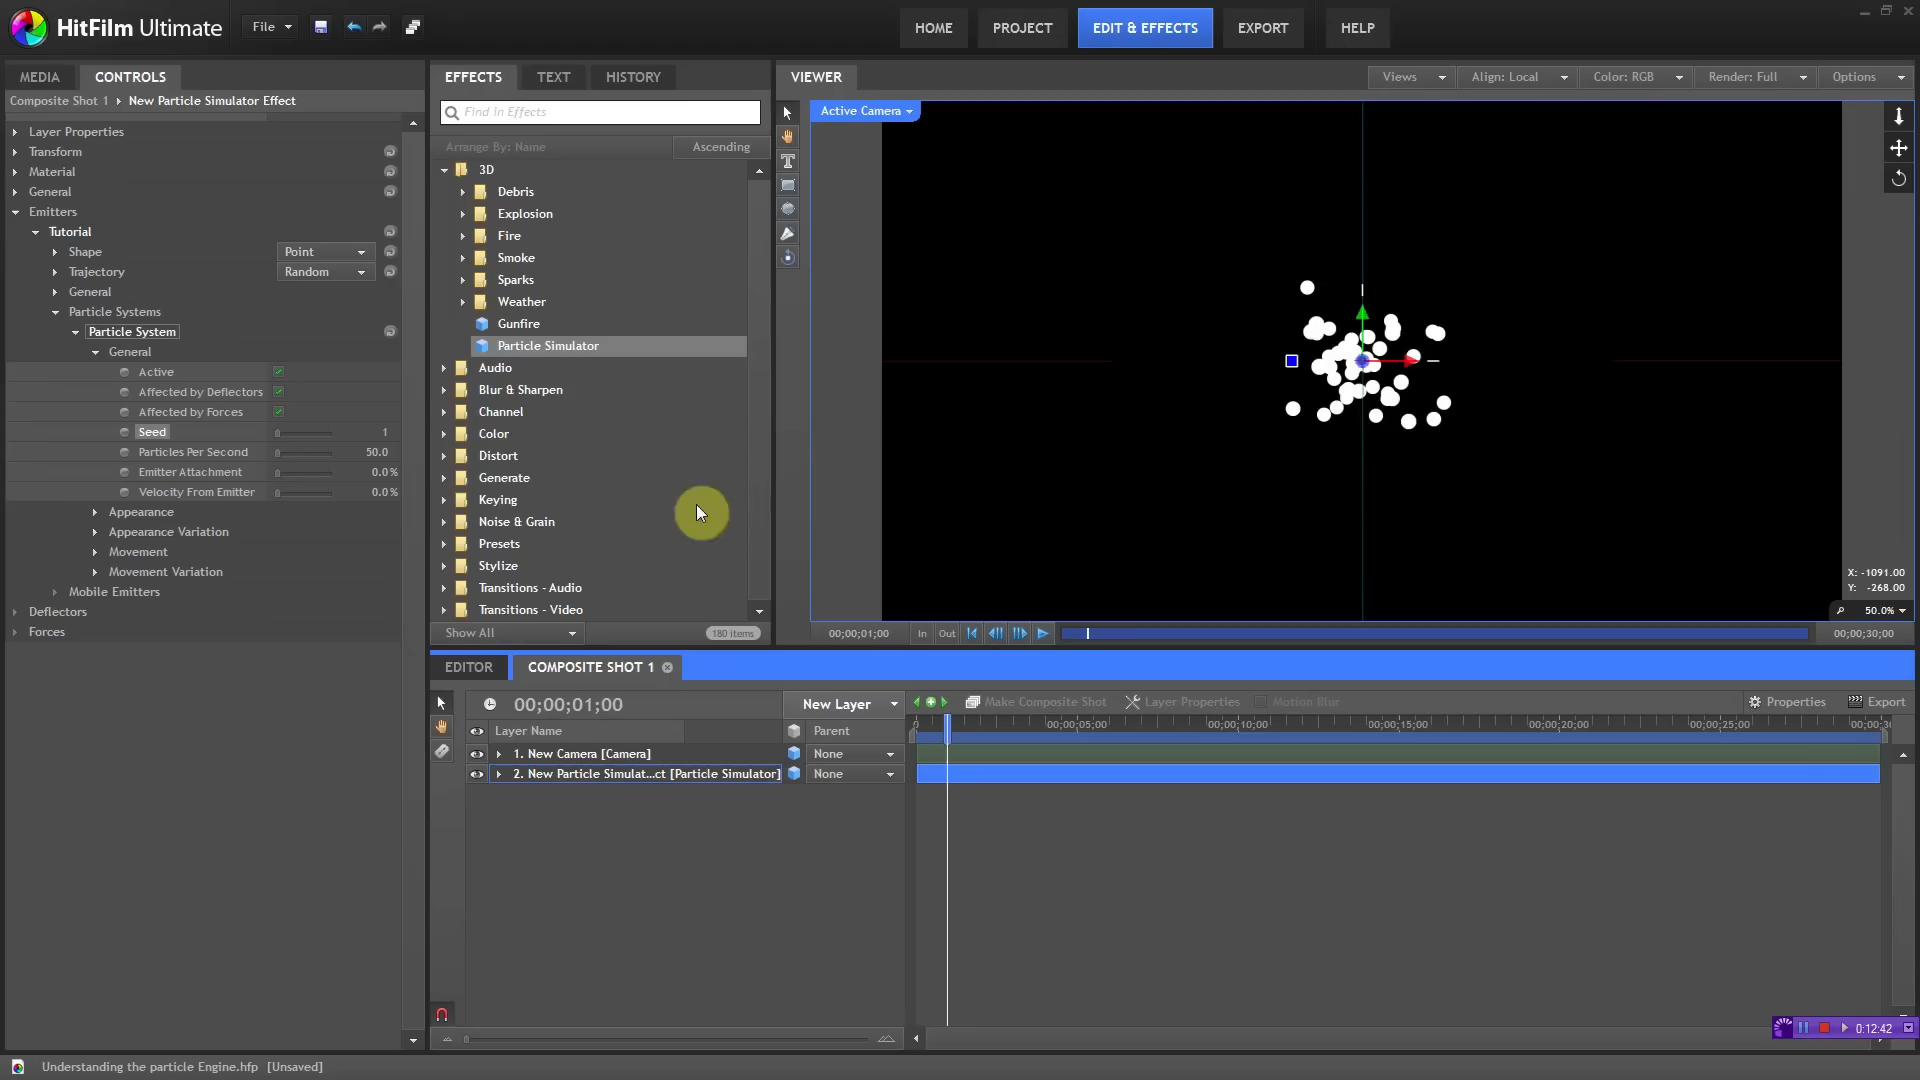 HitFilm Ultimate
File
HOME
PROJECT
EDIT & EFFECTS
EXPORT
HELP
MEDIA
CONTROLS
Composite Shot 1
New Particle Simulator Effect
Layer Properties
Transform
Material
General
Emitters
Tutorial
Shape
Point
Trajectory
Random
General
Particle Systems
Particle System
General
Active
Affected by Deflectors
Affected by Forces
Seed
1
Particles Per Second
50.0
Emitter Attachment
0.0%
Velocity From Emitter
0.0%
Appearance
Appearance Variation
Movement
Movement Variation
Mobile Emitters
Deflectors
Forces
EFFECTS
TEXT
HISTORY
Find in Effects
Arrange By: Name
Ascending
3D
Debris
Explosion
Fire
Smoke
Sparks
Weather
Gunfire
Particle Simulator
Audio
Blur & Sharpen
Channel
Color
Distort
Generate
Keying
Noise & Grain
Presets
Stylize
Transitions - Audio
Transitions - Video
Show All
180 items
VIEWER
Views
Align: Local
Color: RGB
Render: Full
Options
Active Camera
X: -1091.00
Y: -268.00
50.0%
00;00;01;00
In
Out
00;00;30;00
EDITOR
COMPOSITE SHOT 1
00;00;01;00
New Layer
Make Composite Shot
Layer Properties
Motion Blur
Properties
Export
Layer Name
Parent
0
00;00;05;00
00;00;10;00
00;00;15;00
00;00;20;00
00;00;25;00
00;00;3
1. New Camera [Camera]
None
2. New Particle Simulat...ct [Particle Simulator]
None
0:12:42
Understanding the particle Engine.hfp [Unsaved]